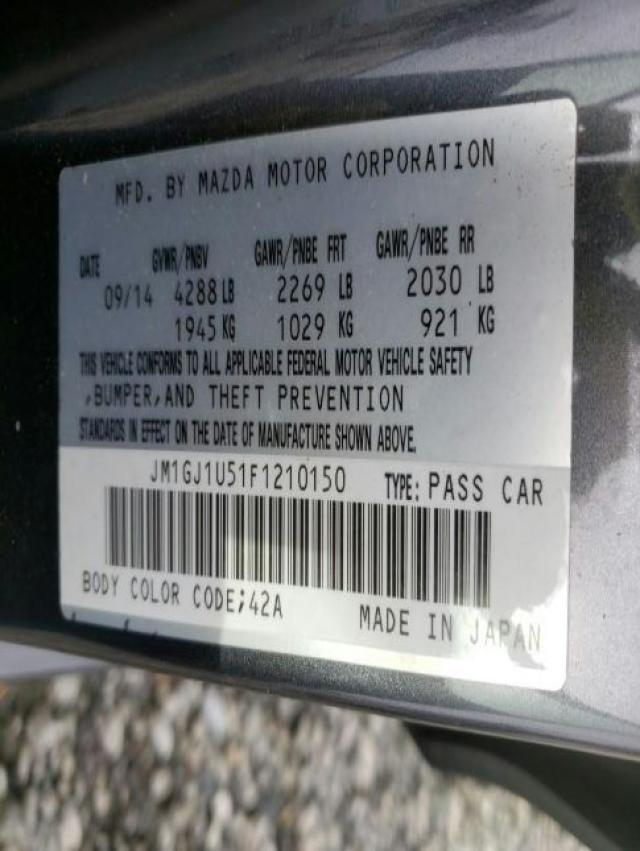 MFD. BY MAZDA MOTOR CORPORATION
DATE GVWR/PNBV GAWR/PNBE FRT GAWR/PNBE RR
09/14 4288 LB 2269 LB 2030 LB
1945 KG 1029 KG 921 KG
THIS VEHICLE CONFORMS TO ALL APPLICABLE FEDERAL MOTOR VEHICLE SAFETY
,BUMPER,AND THEFT PREVENTION
STANDARDS IN EFFECT ON THE DATE OF MANUFACTURE SHOWN ABOVE.
JM1GJ1U51F1210150 TYPE: PASS CAR
BODY COLOR CODE;42A MADE IN JAPAN